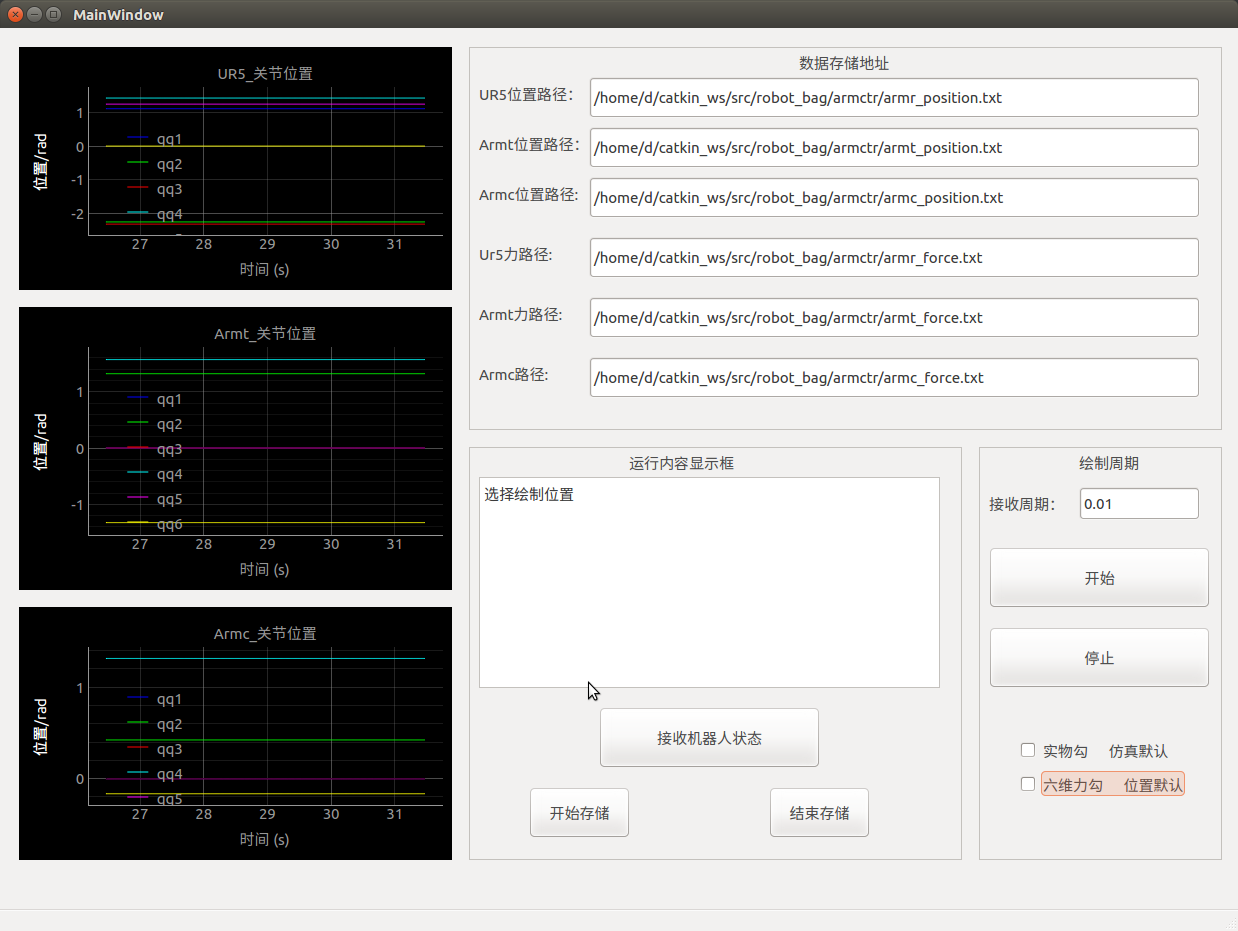 MainWindow
UR5_关节位置
位置/rad
1
0
-1
-2
qq1
qq2
qq3
qq4
27 28 29 30 31
时间 (s)
Armt_关节位置
位置/rad
1
0
-1
qq1
qq2
qq3
qq4
qq5
qq6
27 28 29 30 31
时间 (s)
Armc_关节位置
位置/rad
1
0
qq1
qq2
qq3
qq4
qq5
27 28 29 30 31
时间 (s)
数据存储地址
UR5位置路径： /home/d/catkin_ws/src/robot_bag/armctr/armr_position.txt
Armt位置路径： /home/d/catkin_ws/src/robot_bag/armctr/armt_position.txt
Armc位置路径: /home/d/catkin_ws/src/robot_bag/armctr/armc_position.txt
Ur5力路径: /home/d/catkin_ws/src/robot_bag/armctr/armr_force.txt
Armt力路径: /home/d/catkin_ws/src/robot_bag/armctr/armt_force.txt
Armc路径: /home/d/catkin_ws/src/robot_bag/armctr/armc_force.txt
运行内容显示框
选择绘制位置
接收机器人状态
开始存储 结束存储
绘制周期
接收周期： 0.01
开始
停止
实物勾 仿真默认
六维力勾 位置默认